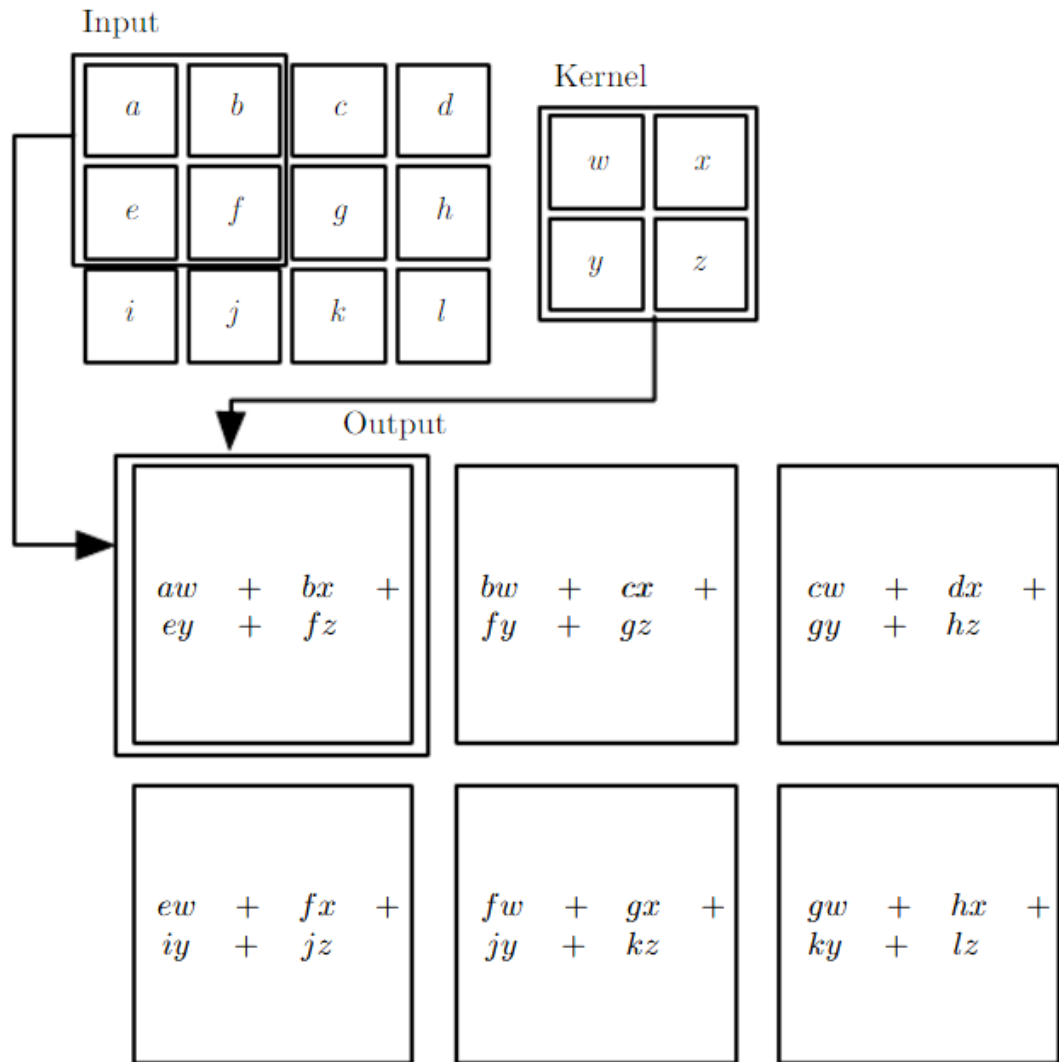 Input
a b c d
Kernel
w x
e f g h
y z
i j k l
Output
aw + bx +
ey + fz
bw + cx +
fy + gz
cw + dx +
gy + hz
ew + fx +
iy + jz
fw + gx +
jy + kz
gw + hx +
ky + lz